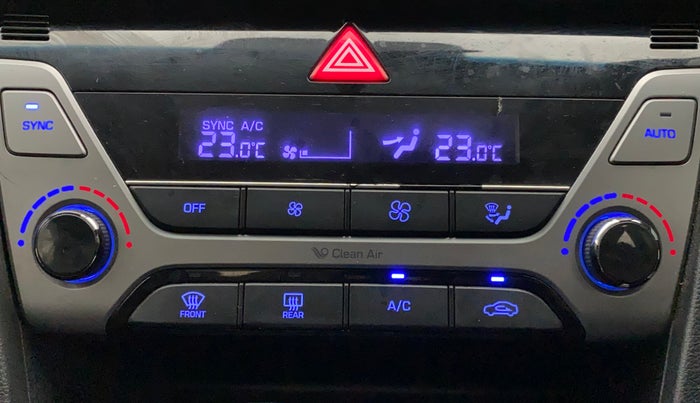 SYNC A/C
23.0°C 23.0°C
SYNC
AUTO
OFF
Clean Air
FRONT
REAR
A/C